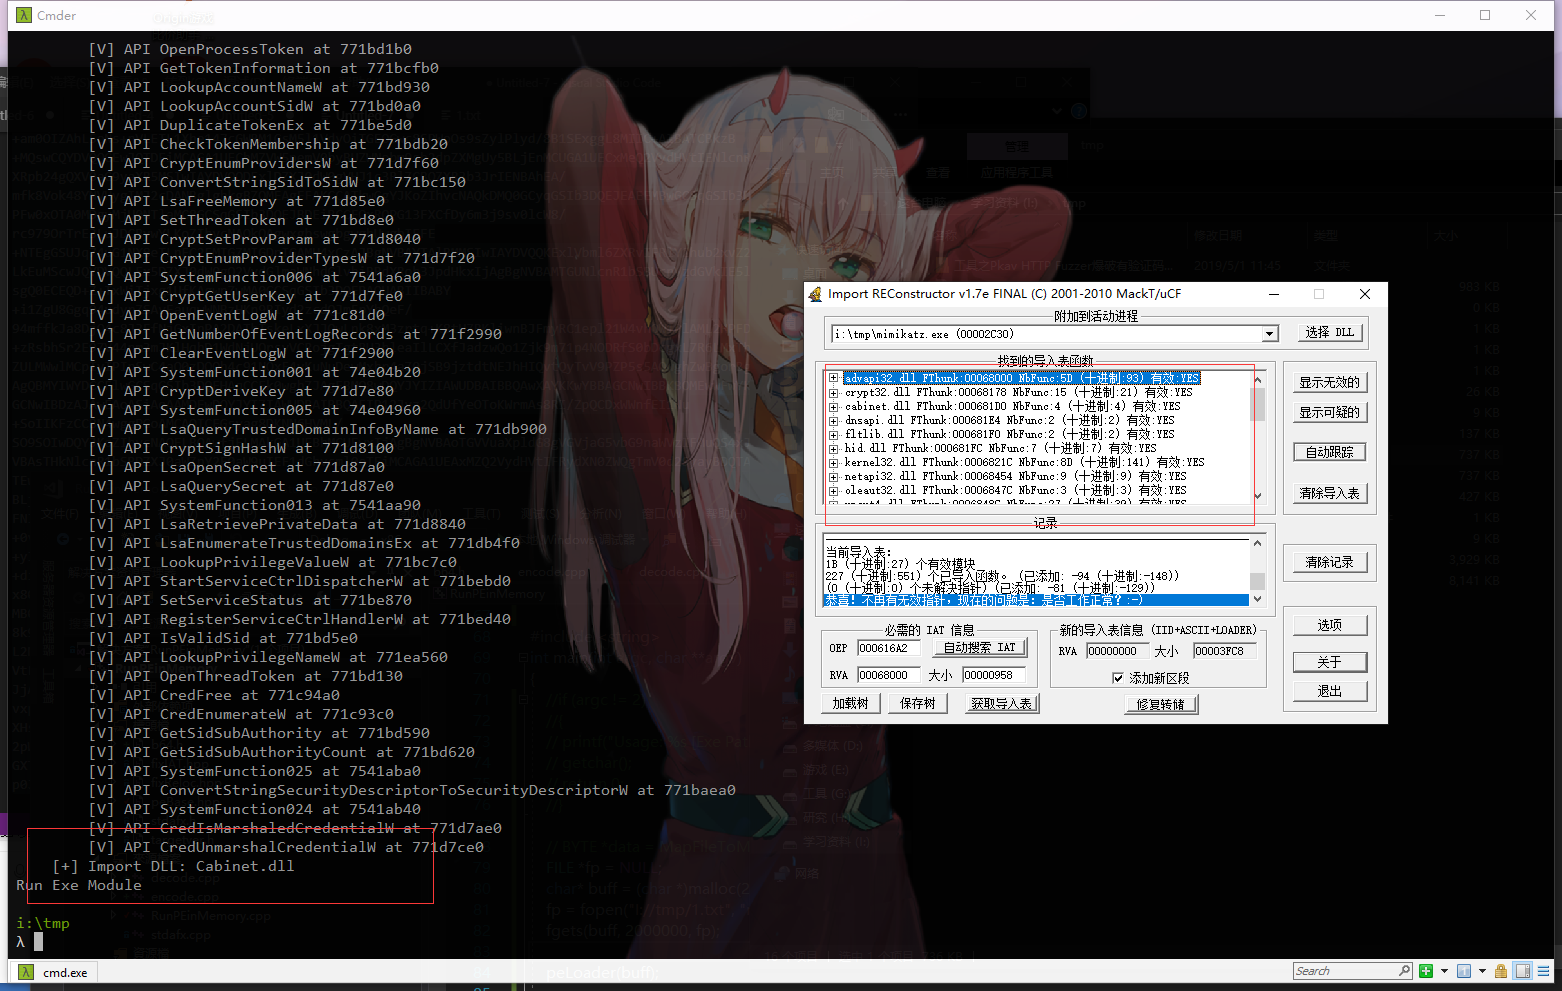 Cmder
[V] API OpenProcessToken at 771bd1b0
[V] API GetTokenInformation at 771bcfb0
[V] API LookupAccountNameW at 771bd930
[V] API LookupAccountSidW at 771bd0a0
[V] API DuplicateTokenEx at 771be5d0
[V] API CheckTokenMembership at 771bdb20
[V] API CryptEnumProvidersW at 771d7f60
[V] API ConvertStringSidToSidW at 771bc150
[V] API LsaFreeMemory at 771d85e0
[V] API SetThreadToken at 771bd8e0
[V] API CryptSetProvParam at 771d8040
[V] API CryptEnumProviderTypesW at 771d7f20
[V] API SystemFunction006 at 7541a6a0
[V] API CryptGetUserKey at 771d7fe0
[V] API OpenEventLogW at 771c81d0
[V] API GetNumberOfEventLogRecords at 771f2990
[V] API ClearEventLogW at 771f2900
[V] API SystemFunction001 at 74e04b20
[V] API CryptDeriveKey at 771d7e80
[V] API SystemFunction005 at 74e04960
[V] API LsaQueryTrustedDomainInfoByName at 771db900
[V] API CryptSignHashW at 771d8100
[V] API LsaOpenSecret at 771d87a0
[V] API LsaQuerySecret at 771d87e0
[V] API SystemFunction013 at 7541aa90
[V] API LsaRetrievePrivateData at 771d8840
[V] API LsaEnumerateTrustedDomainsEx at 771db4f0
[V] API LookupPrivilegeValueW at 771bc7c0
[V] API StartServiceCtrlDispatcherW at 771bebd0
[V] API SetServiceStatus at 771be870
[V] API RegisterServiceCtrlHandlerW at 771bed40
[V] API IsValidSid at 771bd5e0
[V] API LookupPrivilegeNameW at 771ea560
[V] API OpenThreadToken at 771bd130
[V] API CredFree at 771c94a0
[V] API CredEnumerateW at 771c93c0
[V] API GetSidSubAuthority at 771bd590
[V] API GetSidSubAuthorityCount at 771bd620
[V] API SystemFunction025 at 7541aba0
[V] API ConvertStringSecurityDescriptorToSecurityDescriptorW at 771baea0
[V] API SystemFunction024 at 7541ab40
[V] API CredIsMarshaledCredentialW at 771d7ae0
[V] API CredUnmarshalCredentialW at 771d7ce0
[+] Import DLL: Cabinet.dll
Run Exe Module
i:\tmp
λ
cmd.exe
Search
Import REConstructor v1.7e FINAL (C) 2001-2010 MackT/uCF
附加到活动进程
i:\tmp\mimikatz.exe (00002C30)
选择 DLL
找到的导入表函数
advapi32.dll FThunk:00068000 NbFunc:5D (十进制:93) 有效:YES
crypt32.dll FThunk:00068178 NbFunc:15 (十进制:21) 有效:YES
cabinet.dll FThunk:000681D0 NbFunc:4 (十进制:4) 有效:YES
dnsapi.dll FThunk:000681E4 NbFunc:2 (十进制:2) 有效:YES
fltlib.dll FThunk:000681F0 NbFunc:2 (十进制:2) 有效:YES
hid.dll FThunk:000681FC NbFunc:7 (十进制:7) 有效:YES
kernel32.dll FThunk:0006821C NbFunc:8D (十进制:141) 有效:YES
netapi32.dll FThunk:00068454 NbFunc:9 (十进制:9) 有效:YES
oleaut32.dll FThunk:0006847C NbFunc:3 (十进制:3) 有效:YES
显示无效的
显示可疑的
自动跟踪
清除导入表
记录
当前导入表:
1B (十进制:27) 个有效模块
227 (十进制:551) 个已导入函数。 (已添加: -94 (十进制:-148))
(0 (十进制:0) 个未解决指针) (已添加: -81 (十进制:-129))
恭喜! 不再有无效指针, 现在的问题是: 是否工作正常? :-)
清除记录
必需的 IAT 信息
OEP 000616A2 自动搜索 IAT
RVA 00068000 大小 00000958
加载树 保存树 获取导入表
新的导入表信息 (IID+ASCII+LOADER)
RVA 00000000 大小 00003FC8
添加新区段
修复转储
选项
关于
退出